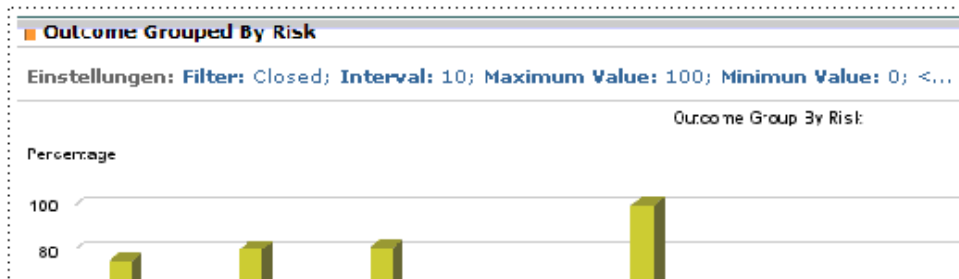 Outcome Grouped By Risk
Einstellungen: Filter: Closed; Interval: 10; Maximum Value: 100; Minimun Value: 0; <...
Outcome Group By Risk
Percentage
100
80